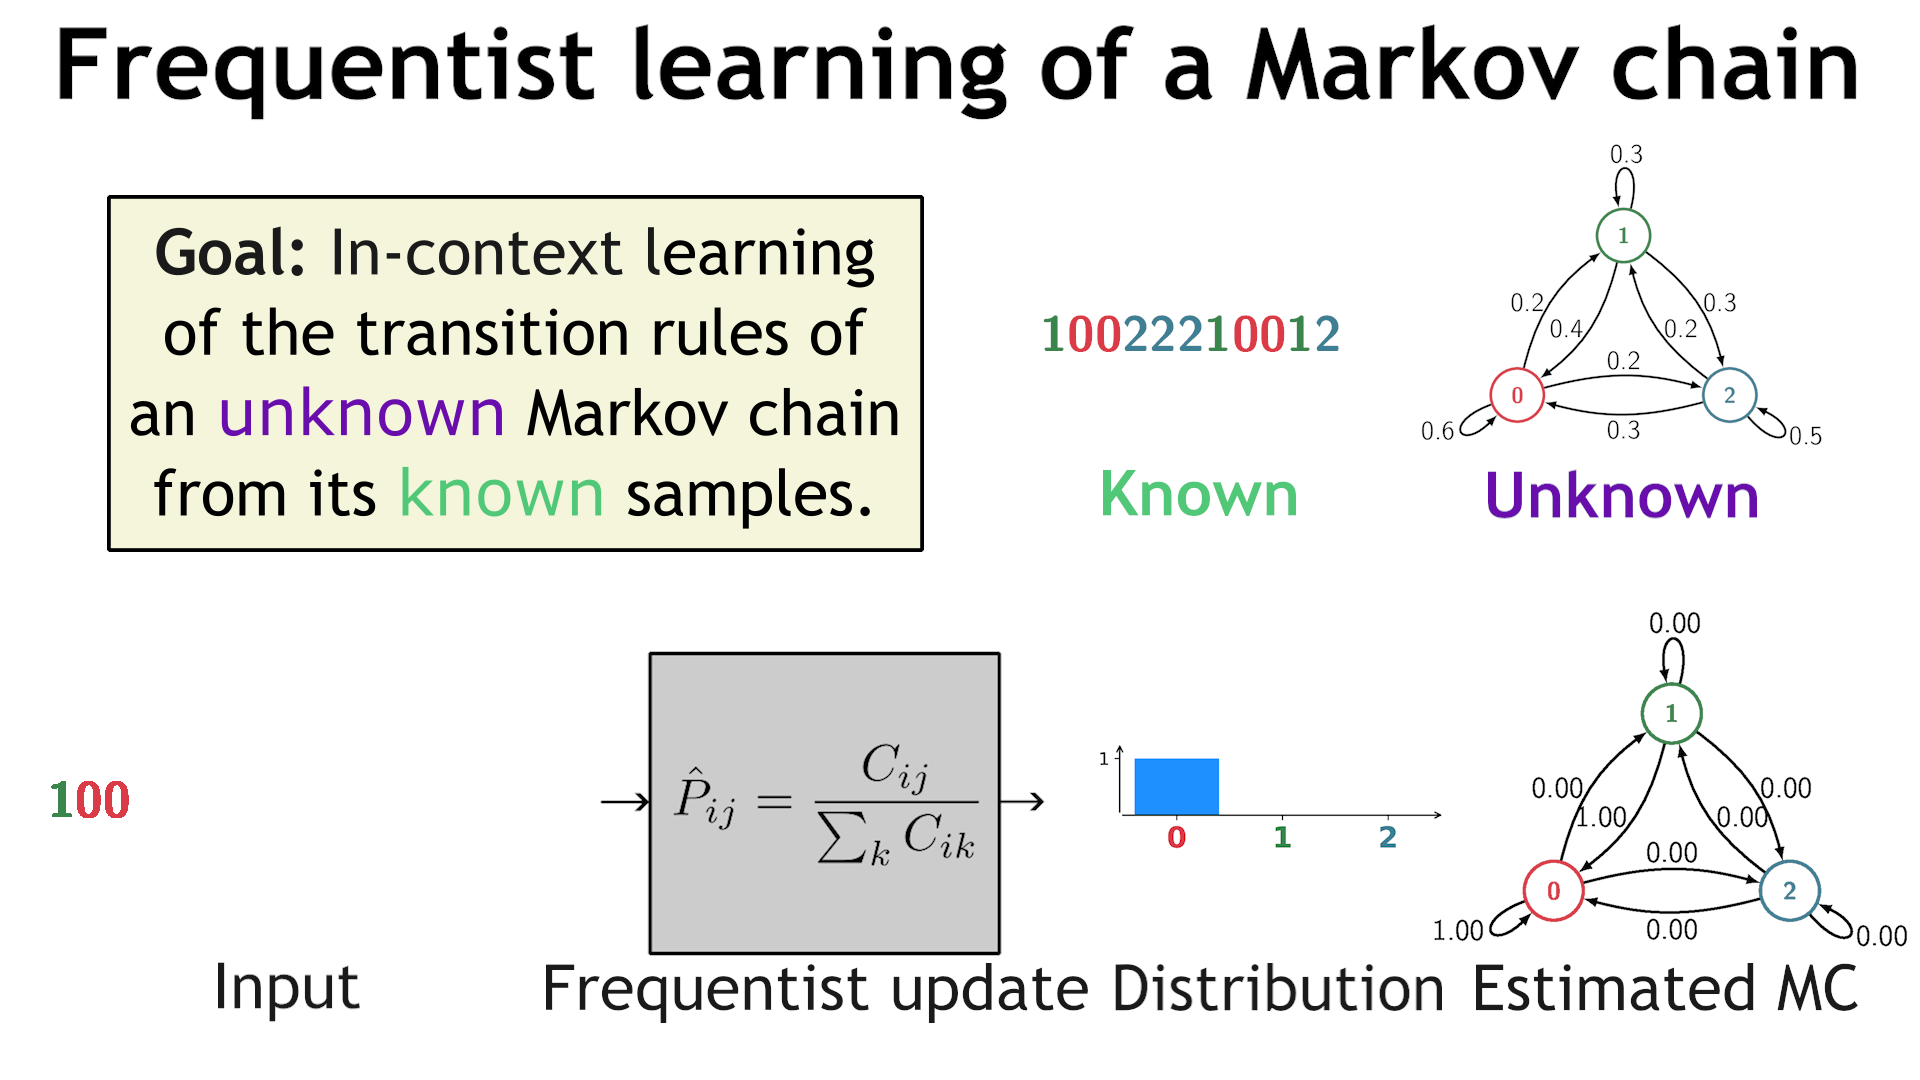 Frequentist learning of a Markov chain
Goal: In-context learning
of the transition rules of
an unknown Markov chain
from its known samples.
100222210012
Known
0.3
1
0.2
0.3
0.4
0.2
0.2
0
2
0.6
0.3
0.5
Unknown
100
Input
P̂_{ij} = C_{ij} / ∑_k C_{ik}
Frequentist update
1
0 1 2
Distribution
0.00
1
0.00
0.00
1.00
0.00
0.00
0
2
1.00
0.00
0.00
Estimated MC